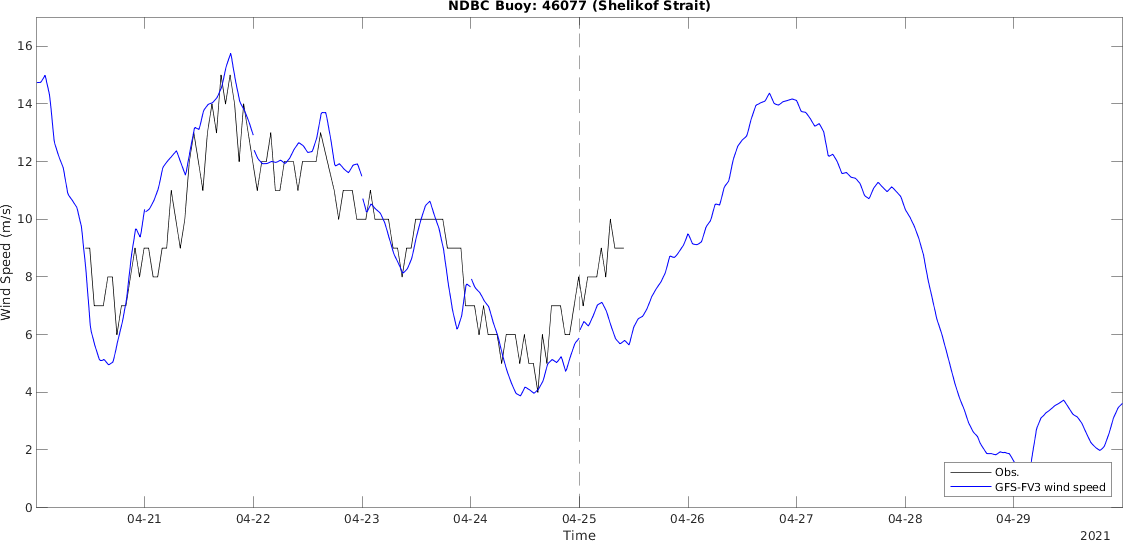 NDBC Buoy: 46077 (Shelikof Strait)
Wind Speed (m/s)
16
14
12
10
8
6
4
2
0
Obs.
GFS-FV3 wind speed
04-21 04-22 04-23 04-24 04-25 04-26 04-27 04-28 04-29
Time
2021